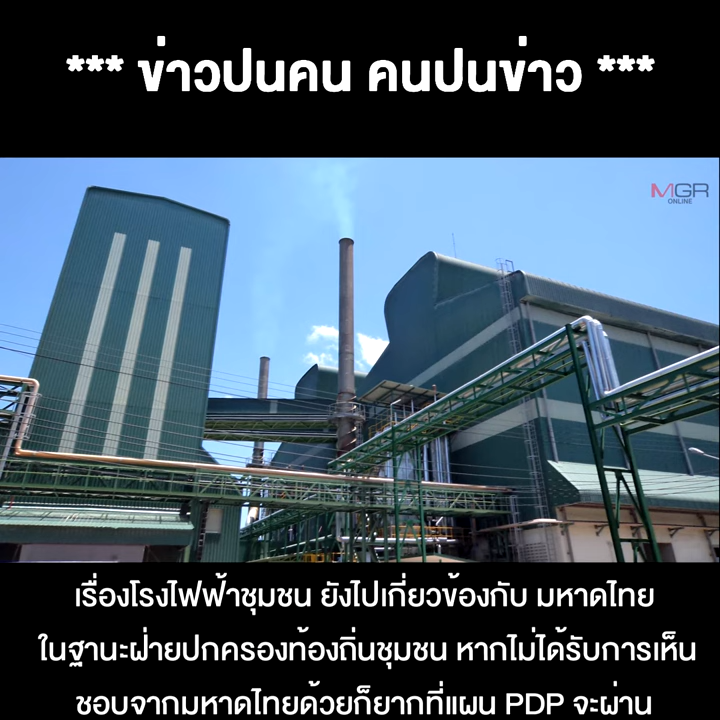 *** ข่าวปนคน คนปนข่าว ***
MGR
ONLINE
เรื่องโรงไฟฟ้าชุมชน ยังไปเกี่ยวข้องกับ มหาดไทย
ในฐานะฝ่ายปกครองท้องถิ่นชุมชน หากไม่ได้รับการเห็น
ชอบจากมหาดไทยด้วยก็ยากที่แผน PDP จะผ่าน